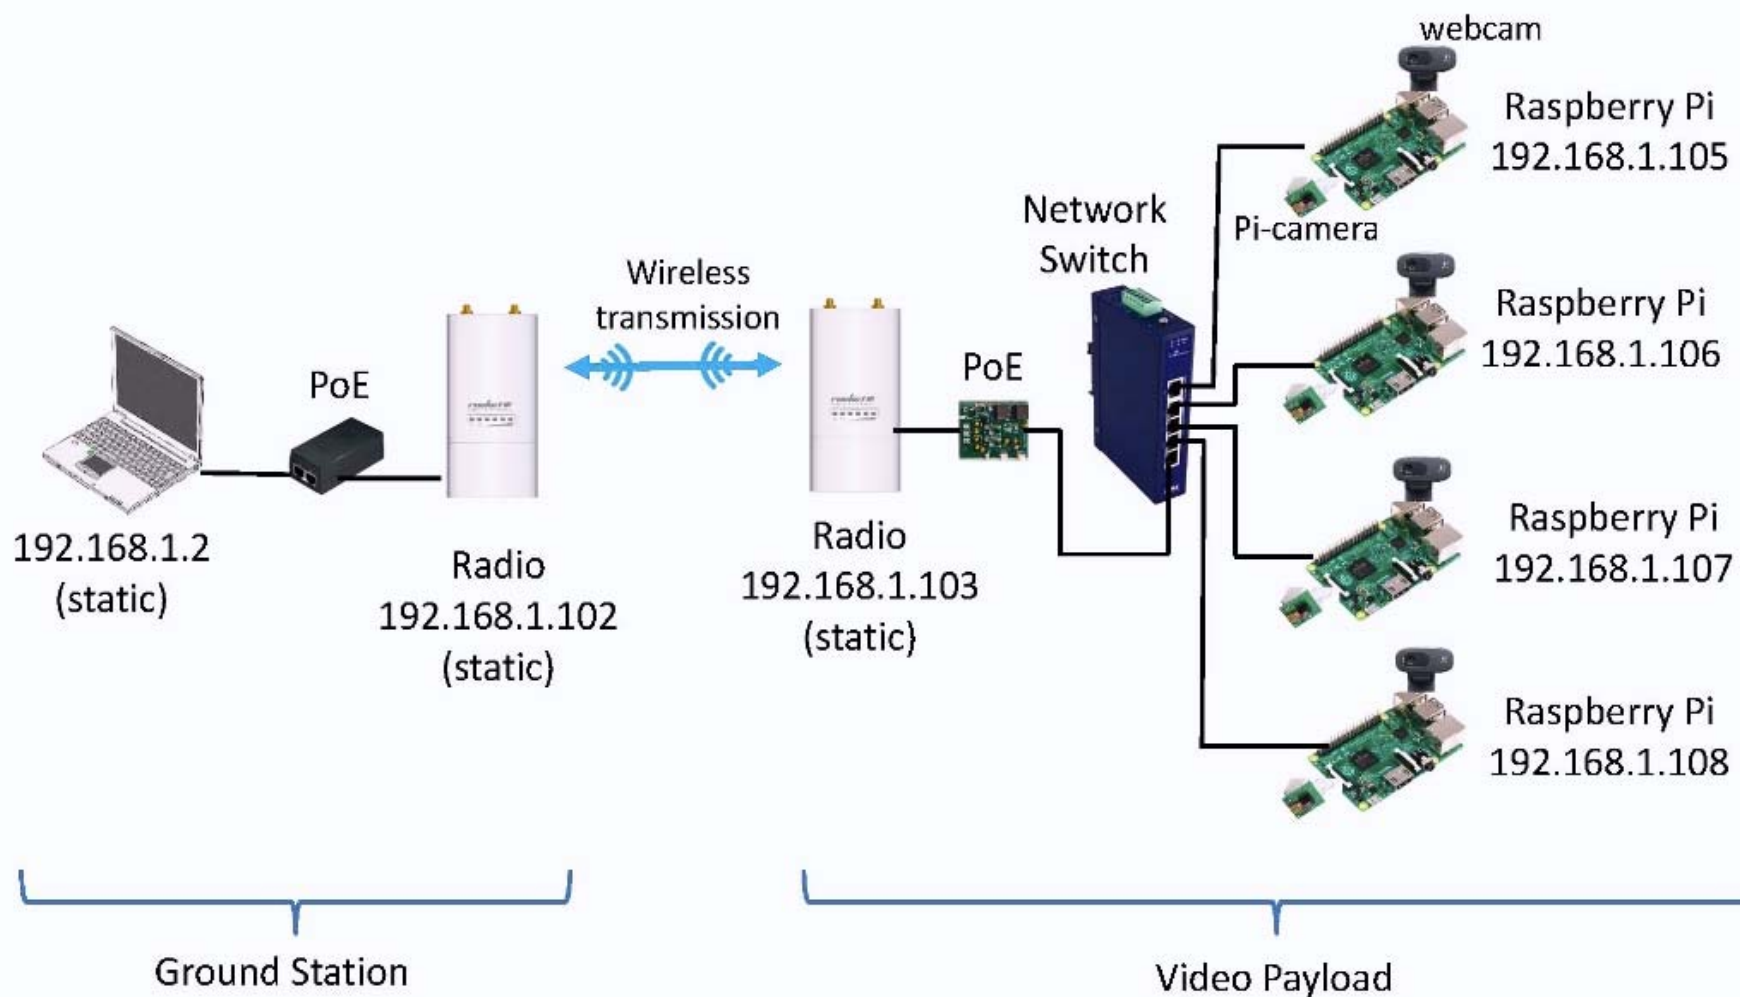 webcam
Raspberry Pi
192.168.1.105
Pi-camera
Network
Switch
Raspberry Pi
192.168.1.106
Wireless
transmission
PoE
PoE
192.168.1.2
(static)
Radio
192.168.1.102
(static)
Radio
192.168.1.103
(static)
Raspberry Pi
192.168.1.107
Raspberry Pi
192.168.1.108
Ground Station
Video Payload